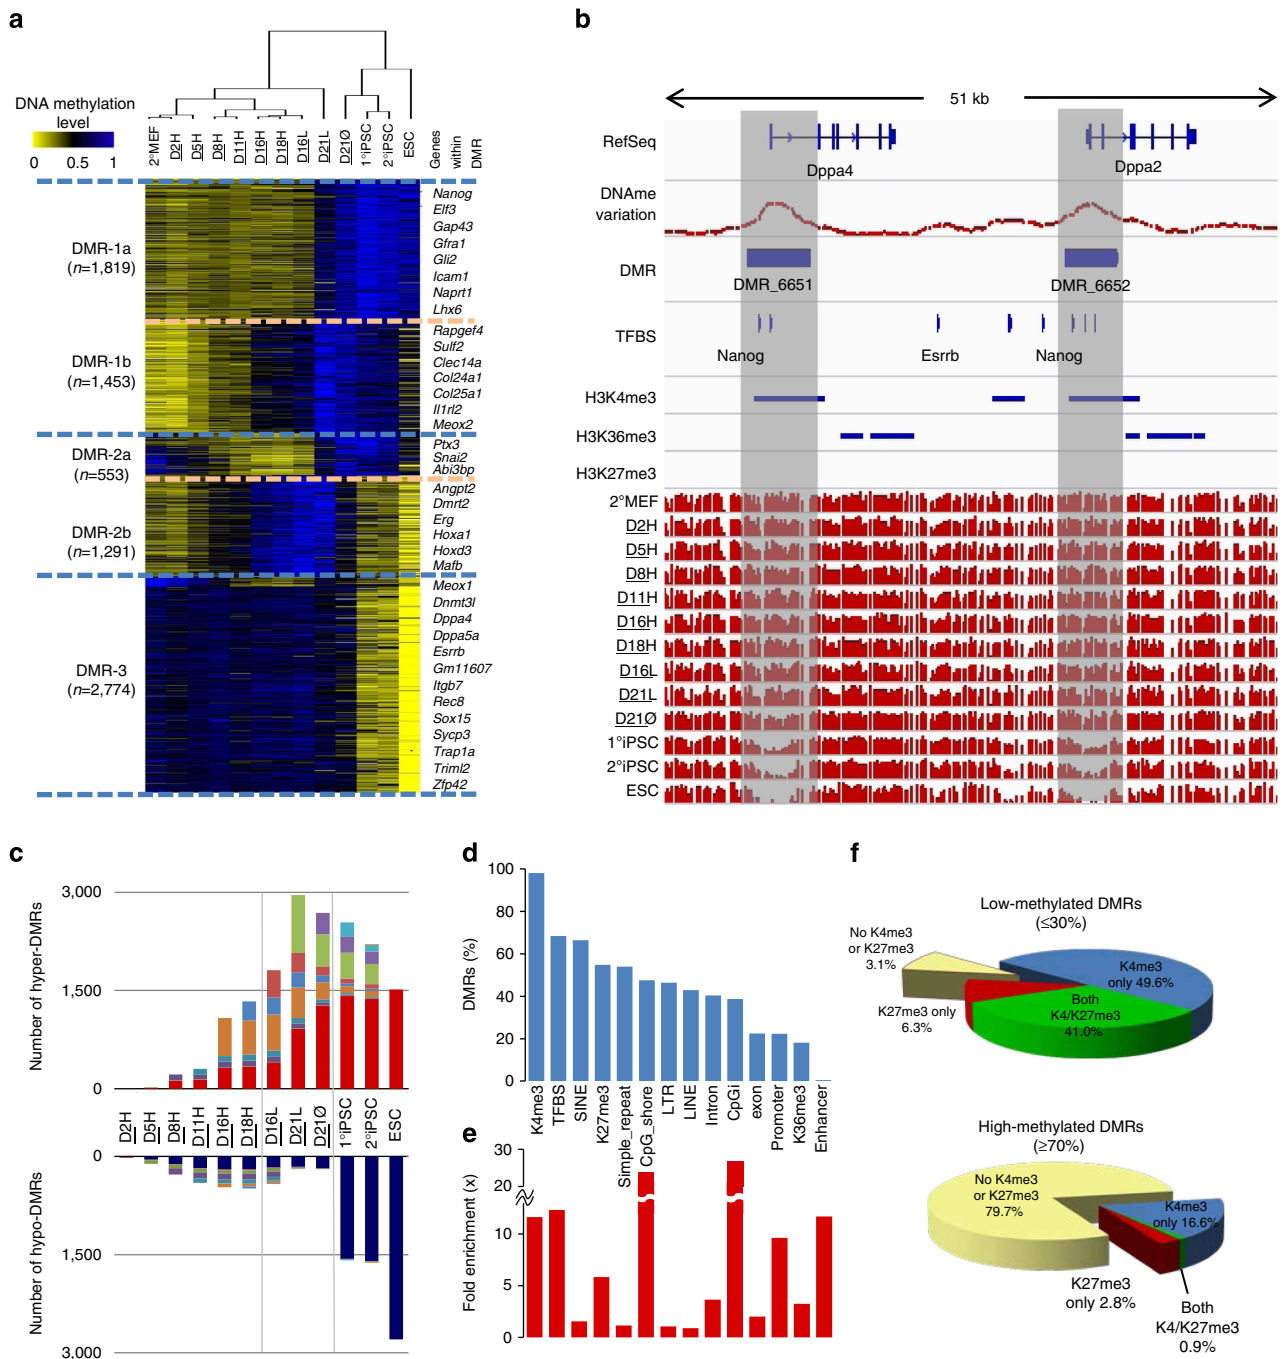 a
DNA methylation
level
0 0.5 1
2°MEF
D2H
D5H
D8H
D11H
D16H
D18H
D16L
D21L
D21Ø
1°iPSC
2°iPSC
ESC
Genes
within
DMR
DMR-1a
(n=1,819)
Nanog
Elf3
Gap43
Gfra1
Gli2
Icam1
Naprt1
Lhx6
DMR-1b
(n=1,453)
Rapgef4
Sulf2
Clec14a
Col24a1
Col25a1
Il1rl2
Meox2
DMR-2a
(n=553)
Ptx3
Snai2
Abi3bp
DMR-2b
(n=1,291)
Angpt2
Dmrt2
Erg
Hoxa1
Hoxd3
Mafb
DMR-3
(n=2,774)
Meox1
Dnmt3l
Dppa4
Dppa5a
Esrrb
Gm11607
Itgb7
Rec8
Sox15
Sycp3
Trap1a
Triml2
Zfp42
b
51 kb
RefSeq
Dppa4
Dppa2
DNAme
variation
DMR
DMR_6651
DMR_6652
TFBS
Nanog
Esrrb
Nanog
H3K4me3
H3K36me3
H3K27me3
2°MEF
D2H
D5H
D8H
D11H
D16H
D18H
D16L
D21L
D21Ø
1°iPSC
2°iPSC
ESC
c
Number of hyper-DMRs
3,000
1,500
0
D2H
D5H
D8H
D11H
D16H
D18H
D16L
D21L
D21Ø
1°iPSC
2°iPSC
ESC
Number of hypo-DMRs
0
1,500
3.000
d
DMRs (%)
100
80
60
40
20
0
K4me3
TFBS
SINE
K27me3
Simple_repeat
CpG_shore
LTR
LINE
Intron
CpGi
exon
Promoter
K36me3
Enhancer
e
Fold enrichment (x)
30
20
10
5
0
f
Low-methylated DMRs
(≤30%)
No K4me3
or K27me3
3.1%
K4me3
only 49.6%
Both
K4/K27me3
41.0%
K27me3 only
6.3%
High-methylated DMRs
(≥70%)
No K4me3
or K27me3
79.7%
K4me3
only 16.6%
K27me3
only 2.8%
Both
K4/K27me3
0.9%